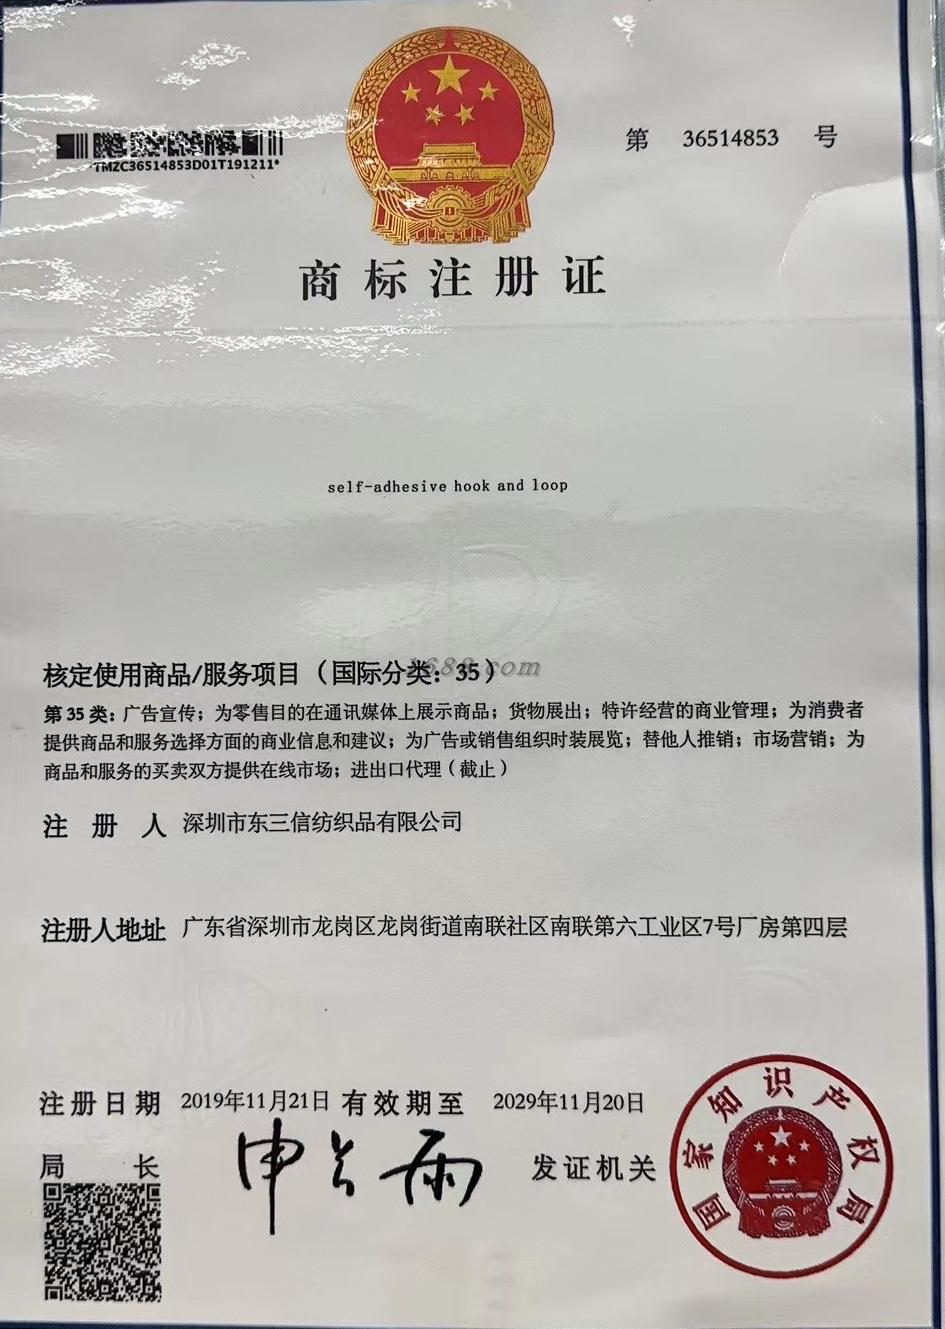 *TMZC36514853D01T191211*
第 36514853 号
商标注册证
self-adhesive hook and loop
1688.com
核定使用商品/服务项目（国际分类：35）
第35类：广告宣传；为零售目的在通讯媒体上展示商品；货物展出；特许经营的商业管理；为消费者
提供商品和服务选择方面的商业信息和建议；为广告或销售组织时装展览；替他人推销；市场营销；为
商品和服务的买卖双方提供在线市场；进出口代理（截止）
注册人 深圳市东三信纺织品有限公司
注册人地址 广东省深圳市龙岗区龙岗街道南联社区南联第六工业区7号厂房第四层
注册日期 2019年11月21日 有效期至 2029年11月20日
局长 申长雨 发证机关
国家知识产权局